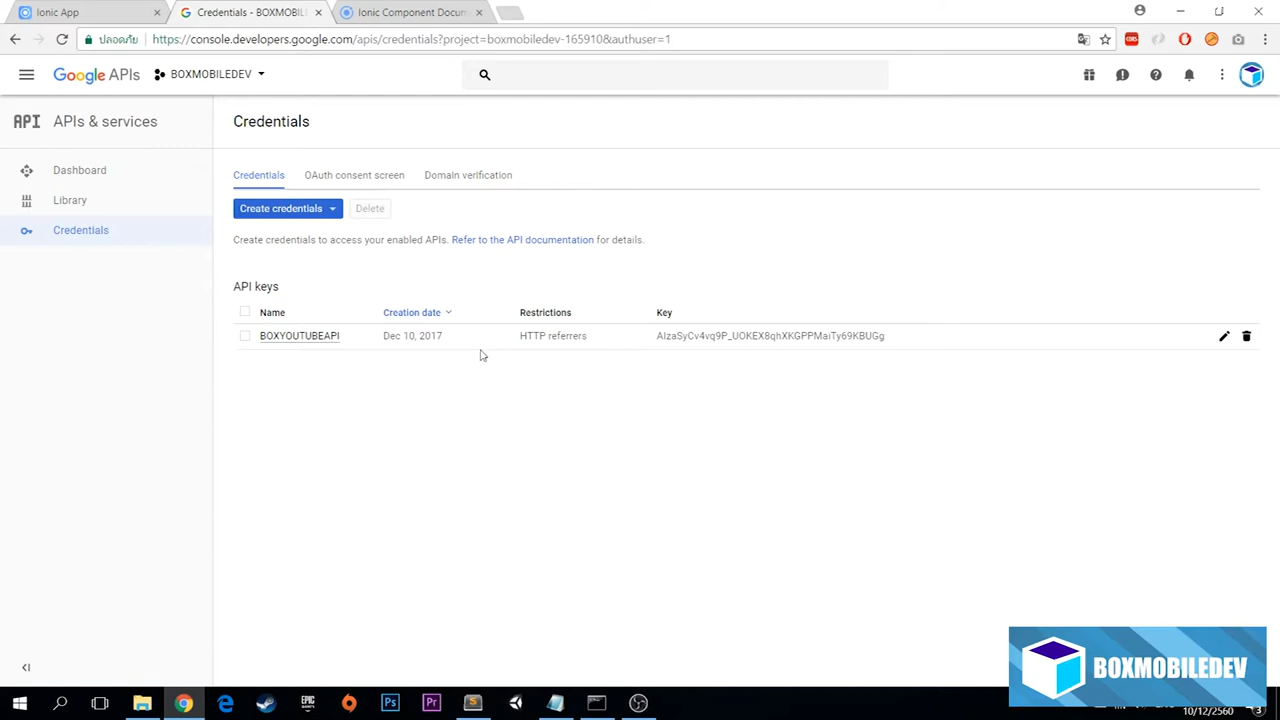 Ionic App
Credentials - BOXMOBIL
Ionic Component Docum
ปลอดภัย
https://console.developers.google.com/apis/credentials?project=boxmobiledev-165910&authuser=1
Google APIs
BOXMOBILEDEV
API APIs & services
Credentials
Dashboard
Library
Credentials
Credentials
OAuth consent screen
Domain verification
Create credentials
Delete
Create credentials to access your enabled APIs. Refer to the API documentation for details.
API keys
Name
Creation date
Restrictions
Key
BOXYOUTUBEAPI
Dec 10, 2017
HTTP referrers
AIzaSyCv4vq9P_UOKEX8qhXKGPPMaiTy69KBUGg
BOXMOBILEDEV
EPIC
Ps
Pr
10/12/2560
3